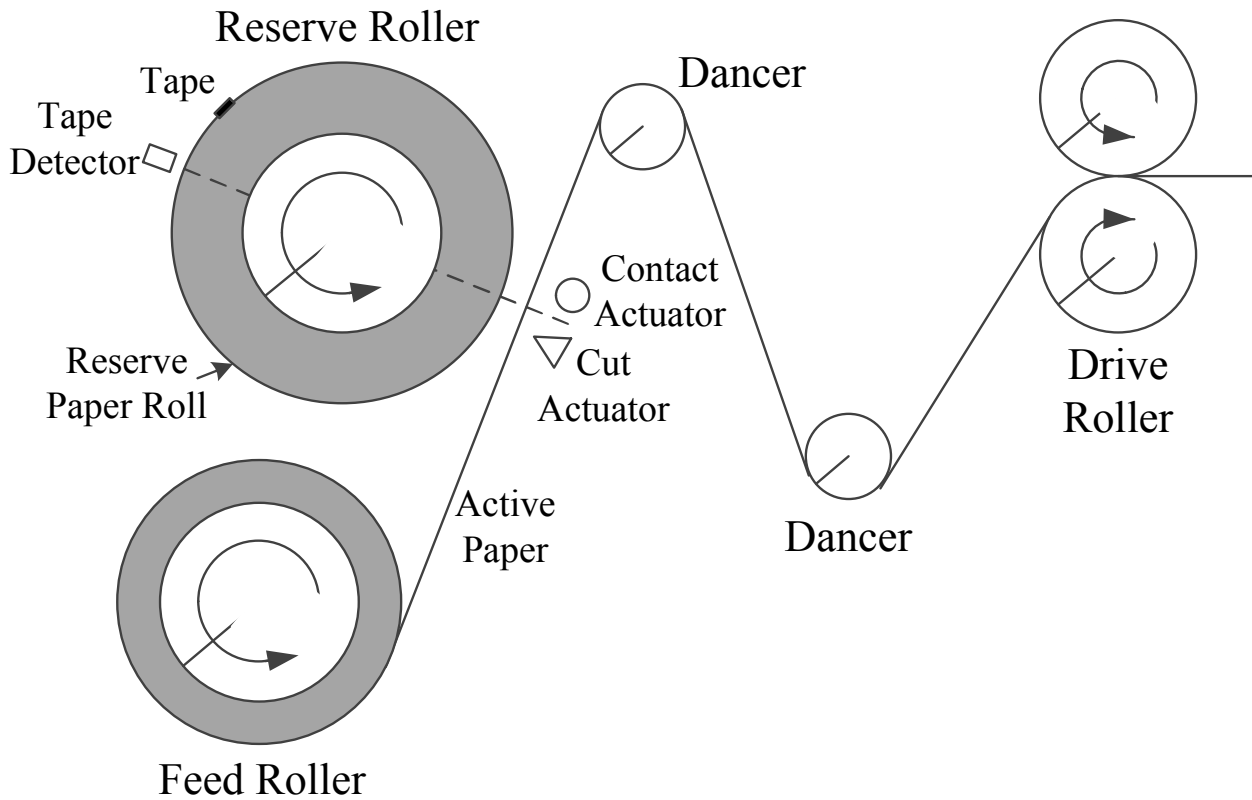 Reserve Roller
Tape
Tape
Detector
Dancer
Contact
Actuator
Cut
Actuator
Reserve
Paper Roll
Drive
Roller
Active
Paper
Dancer
Feed Roller